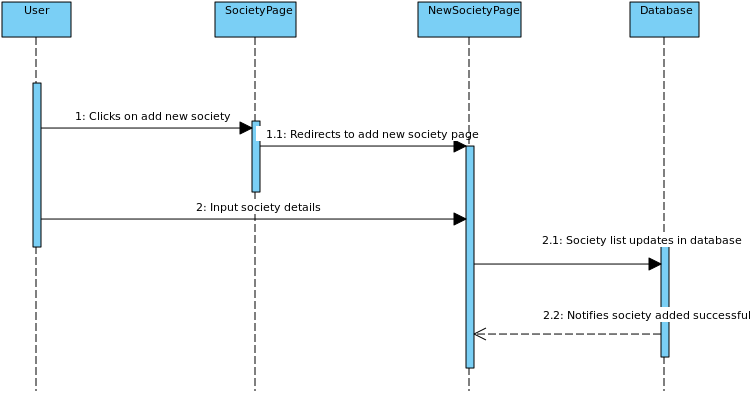 User
SocietyPage
NewSocietyPage
Database
1: Clicks on add new society
1.1: Redirects to add new society page
2: Input society details
2.1: Society list updates in database
2.2: Notifies society added successful